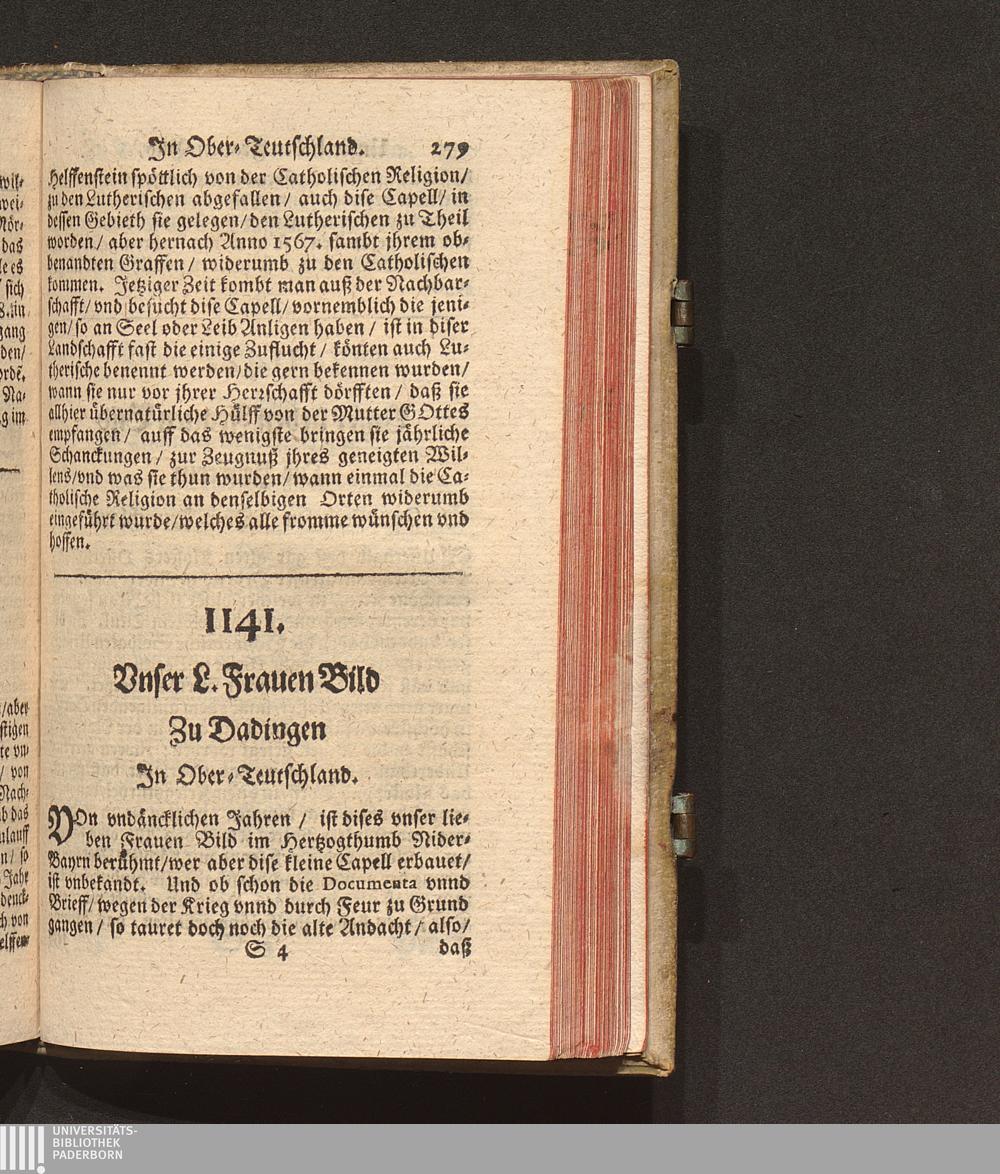 In Ober-Teutschland. 279
Helffenstein spöttlich von der Catholischen Religion/
zu den Lutherischen abgefallen/ auch dise Capell/ in
dessen Gebieth sie gelegen/ den Lutherischen zu Theil
worden/ aber hernach Anno 1567. sambt jhrem ob-
benandten Graffen/ widerumb zu den Catholischen
kommen. Jetziger Zeit kombt man auß der Nachbar-
schafft/ vnd besucht dise Capell/ vornemblich die jeni-
gen/ so an Seel oder Leib Anligen haben/ ist in diser
Landschafft fast die einige Zuflucht/ könten auch Lu-
therische benennt werden/ die gern bekennen wurden/
wann sie nur vor jhrer Herrschafft dörfften/ daß sie
allhier übernatürliche Hülff von der Mutter GOttes
empfangen/ auff das wenigste bringen sie jährliche
Schanckungen/ zur Zeugnuß jhres geneigten Wil-
lens/ vnd was sie thun wurden/ wann einmal die Ca-
tholische Religion an denselbigen Orten widerumb
eingeführt wurde/ welches alle fromme wünschen vnd
hoffen.
1141.
Vnser L. Frauen Bild
Zu Dadingen
In Ober-Teutschland.
VOn vndäncklichen Jahren/ ist dises vnser lie-
ben Frauen Bild im Hertzogthumb Nider-
Bayrn berühmt/ wer aber dise kleine Capell erbauet/
ist vnbekandt. Und ob schon die Documenta vnnd
Brieff/ wegen der Krieg vnnd durch Feur zu Grund
gangen/ so tauret doch noch die alte Andacht/ also/
S 4 daß
UNIVERSITÄTS-
BIBLIOTHEK
PADERBORN